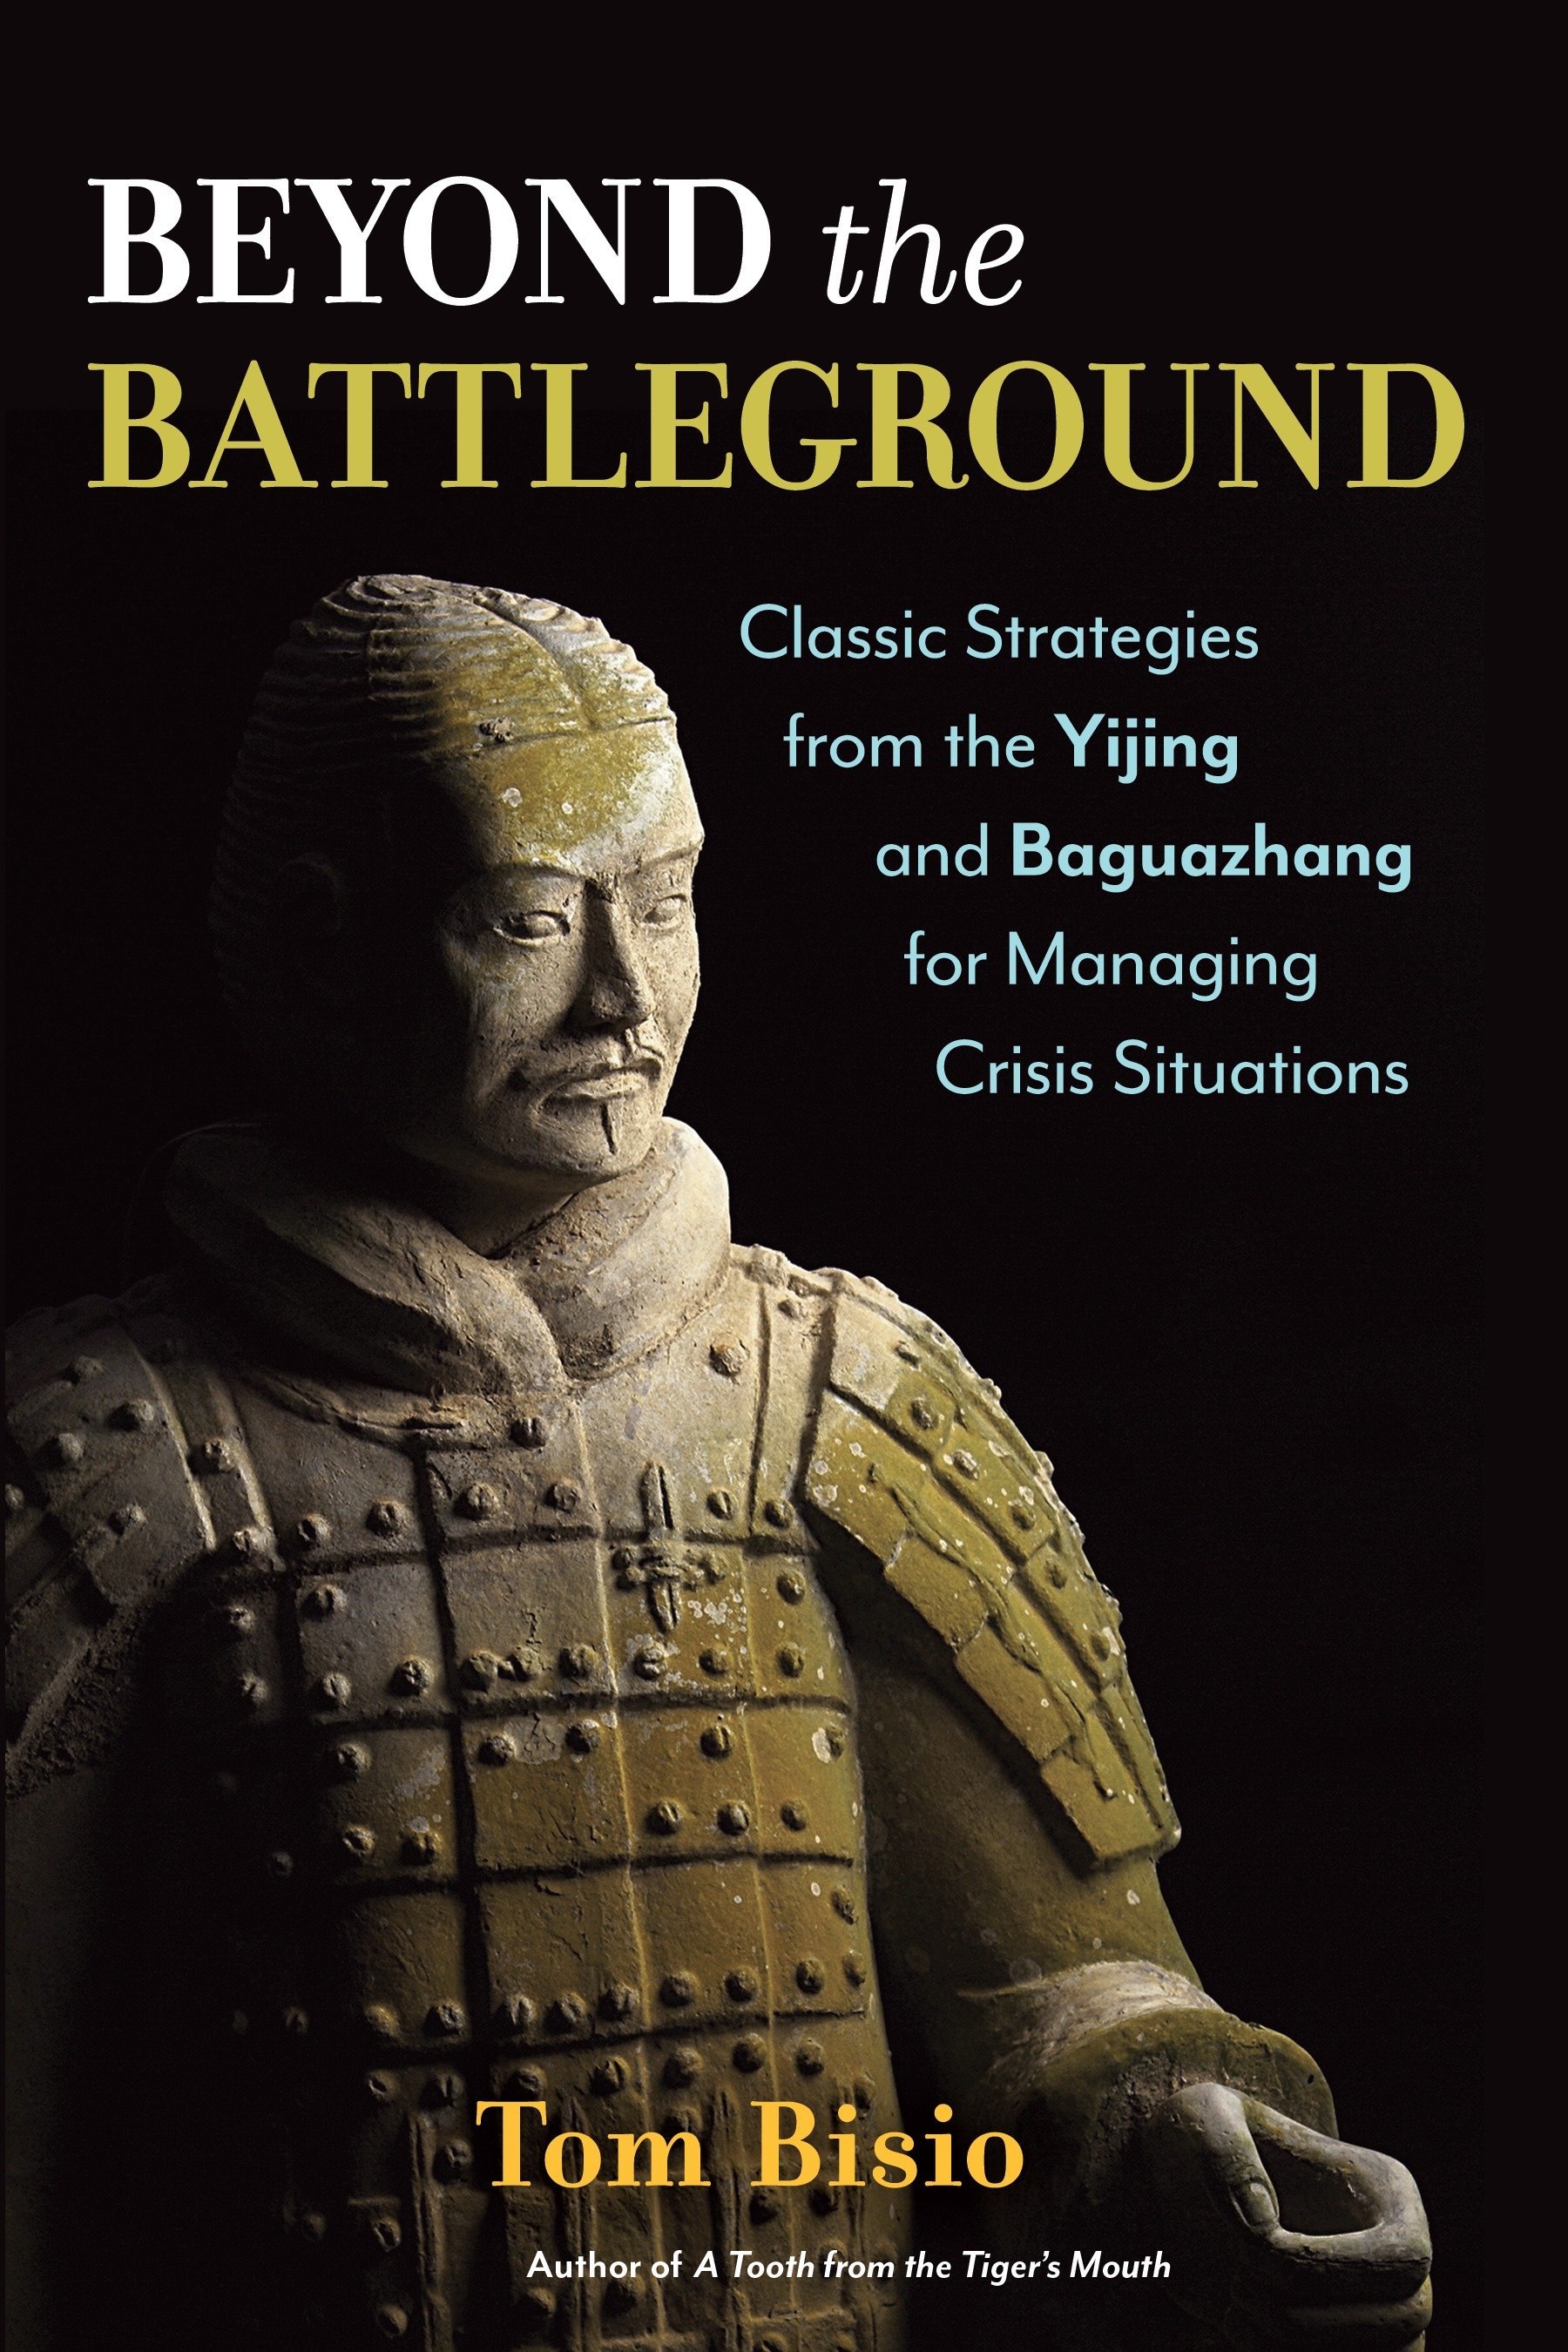 BEYOND the
BATTLEGROUND
Classic Strategies
from the Yijing
and Baguazhang
for Managing
Crisis Situations
Tom Bisio
Author of A Tooth from the Tiger's Mouth